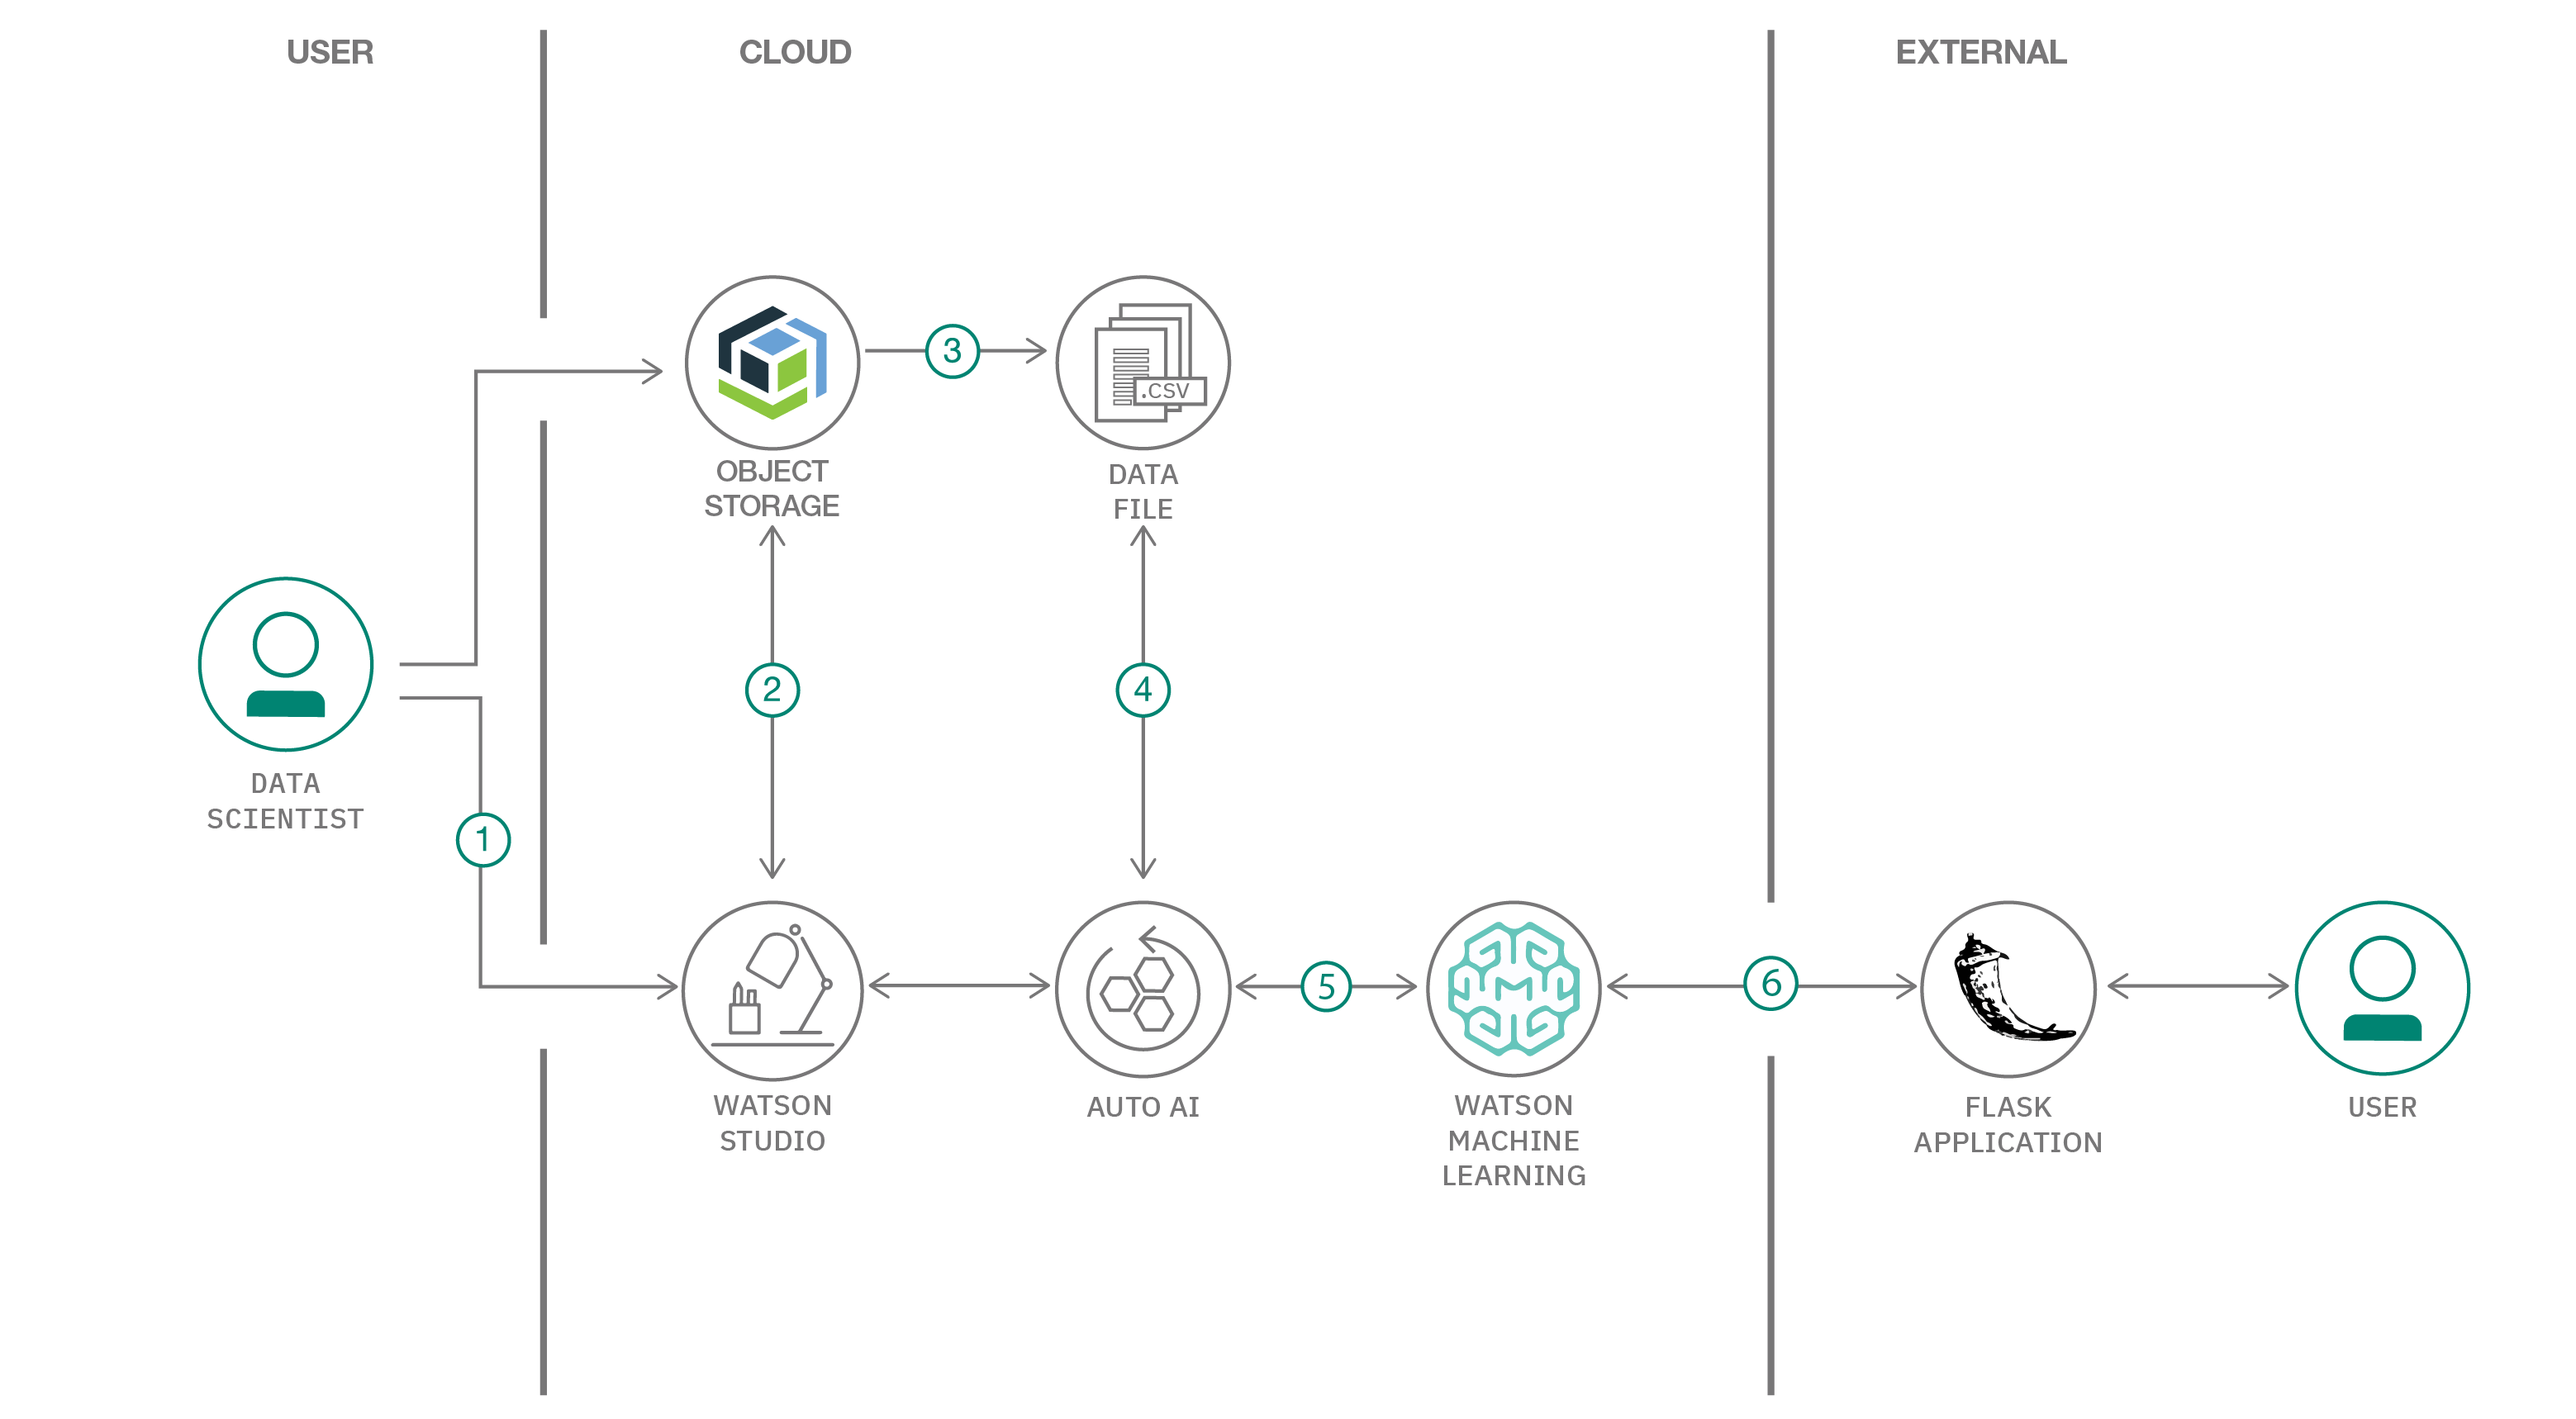 USER
CLOUD
EXTERNAL
3
.CSV
OBJECT
STORAGE
DATA
FILE
2
4
DATA
SCIENTIST
1
5
6
WATSON
STUDIO
AUTO AI
WATSON
MACHINE
LEARNING
FLASK
APPLICATION
USER